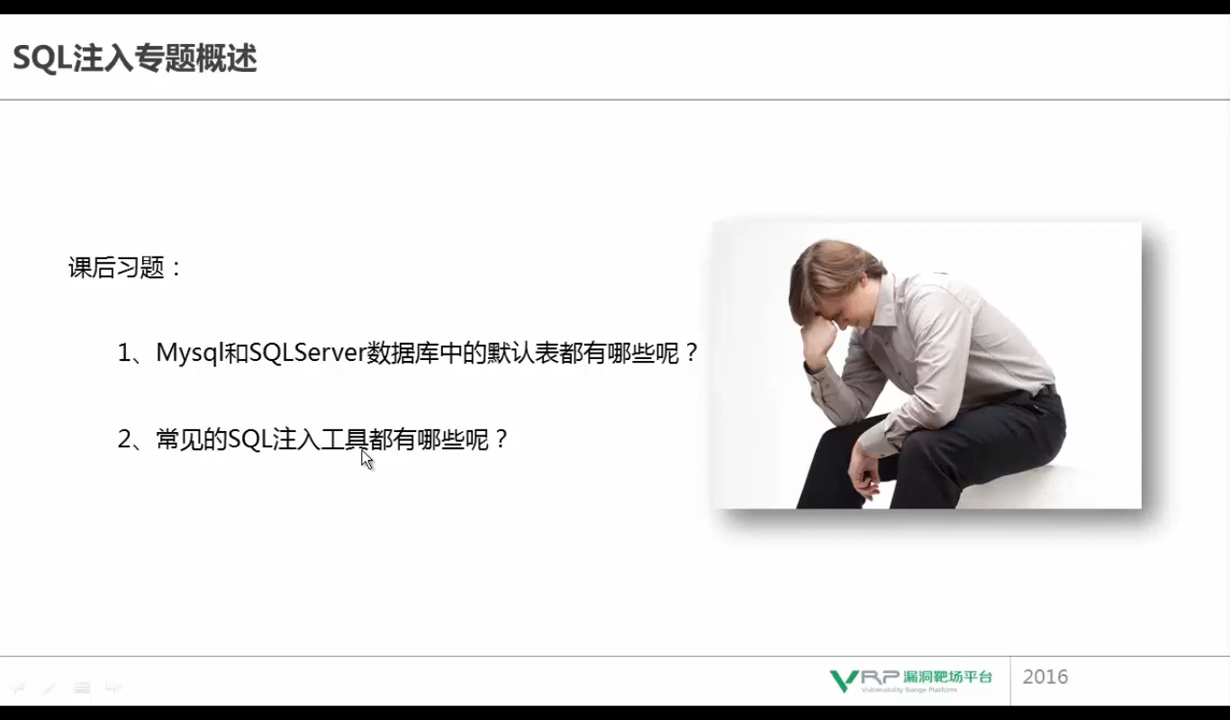 SQL注入专题概述
课后习题：
1、Mysql和SQLServer数据库中的默认表都有哪些呢？
2、常见的SQL注入工具都有哪些呢？
VRP 漏洞靶场平台
Vulnerability Range Platform
2016